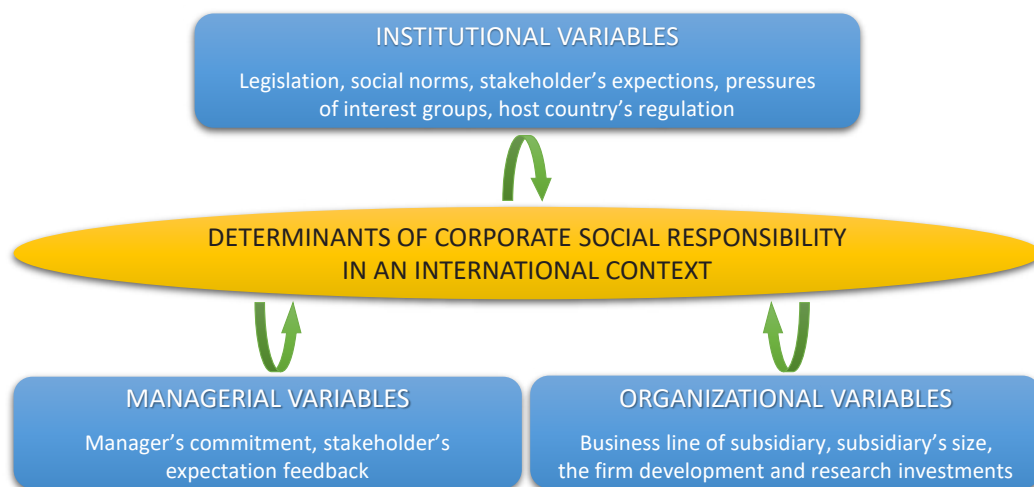 INSTITUTIONAL VARIABLES
Legislation, social norms, stakeholder’s expections, pressures
of interest groups, host country’s regulation
DETERMINANTS OF CORPORATE SOCIAL RESPONSIBILITY
IN AN INTERNATIONAL CONTEXT
MANAGERIAL VARIABLES
Manager’s commitment, stakeholder’s
expectation feedback
ORGANIZATIONAL VARIABLES
Business line of subsidiary, subsidiary’s size,
the firm development and research investments